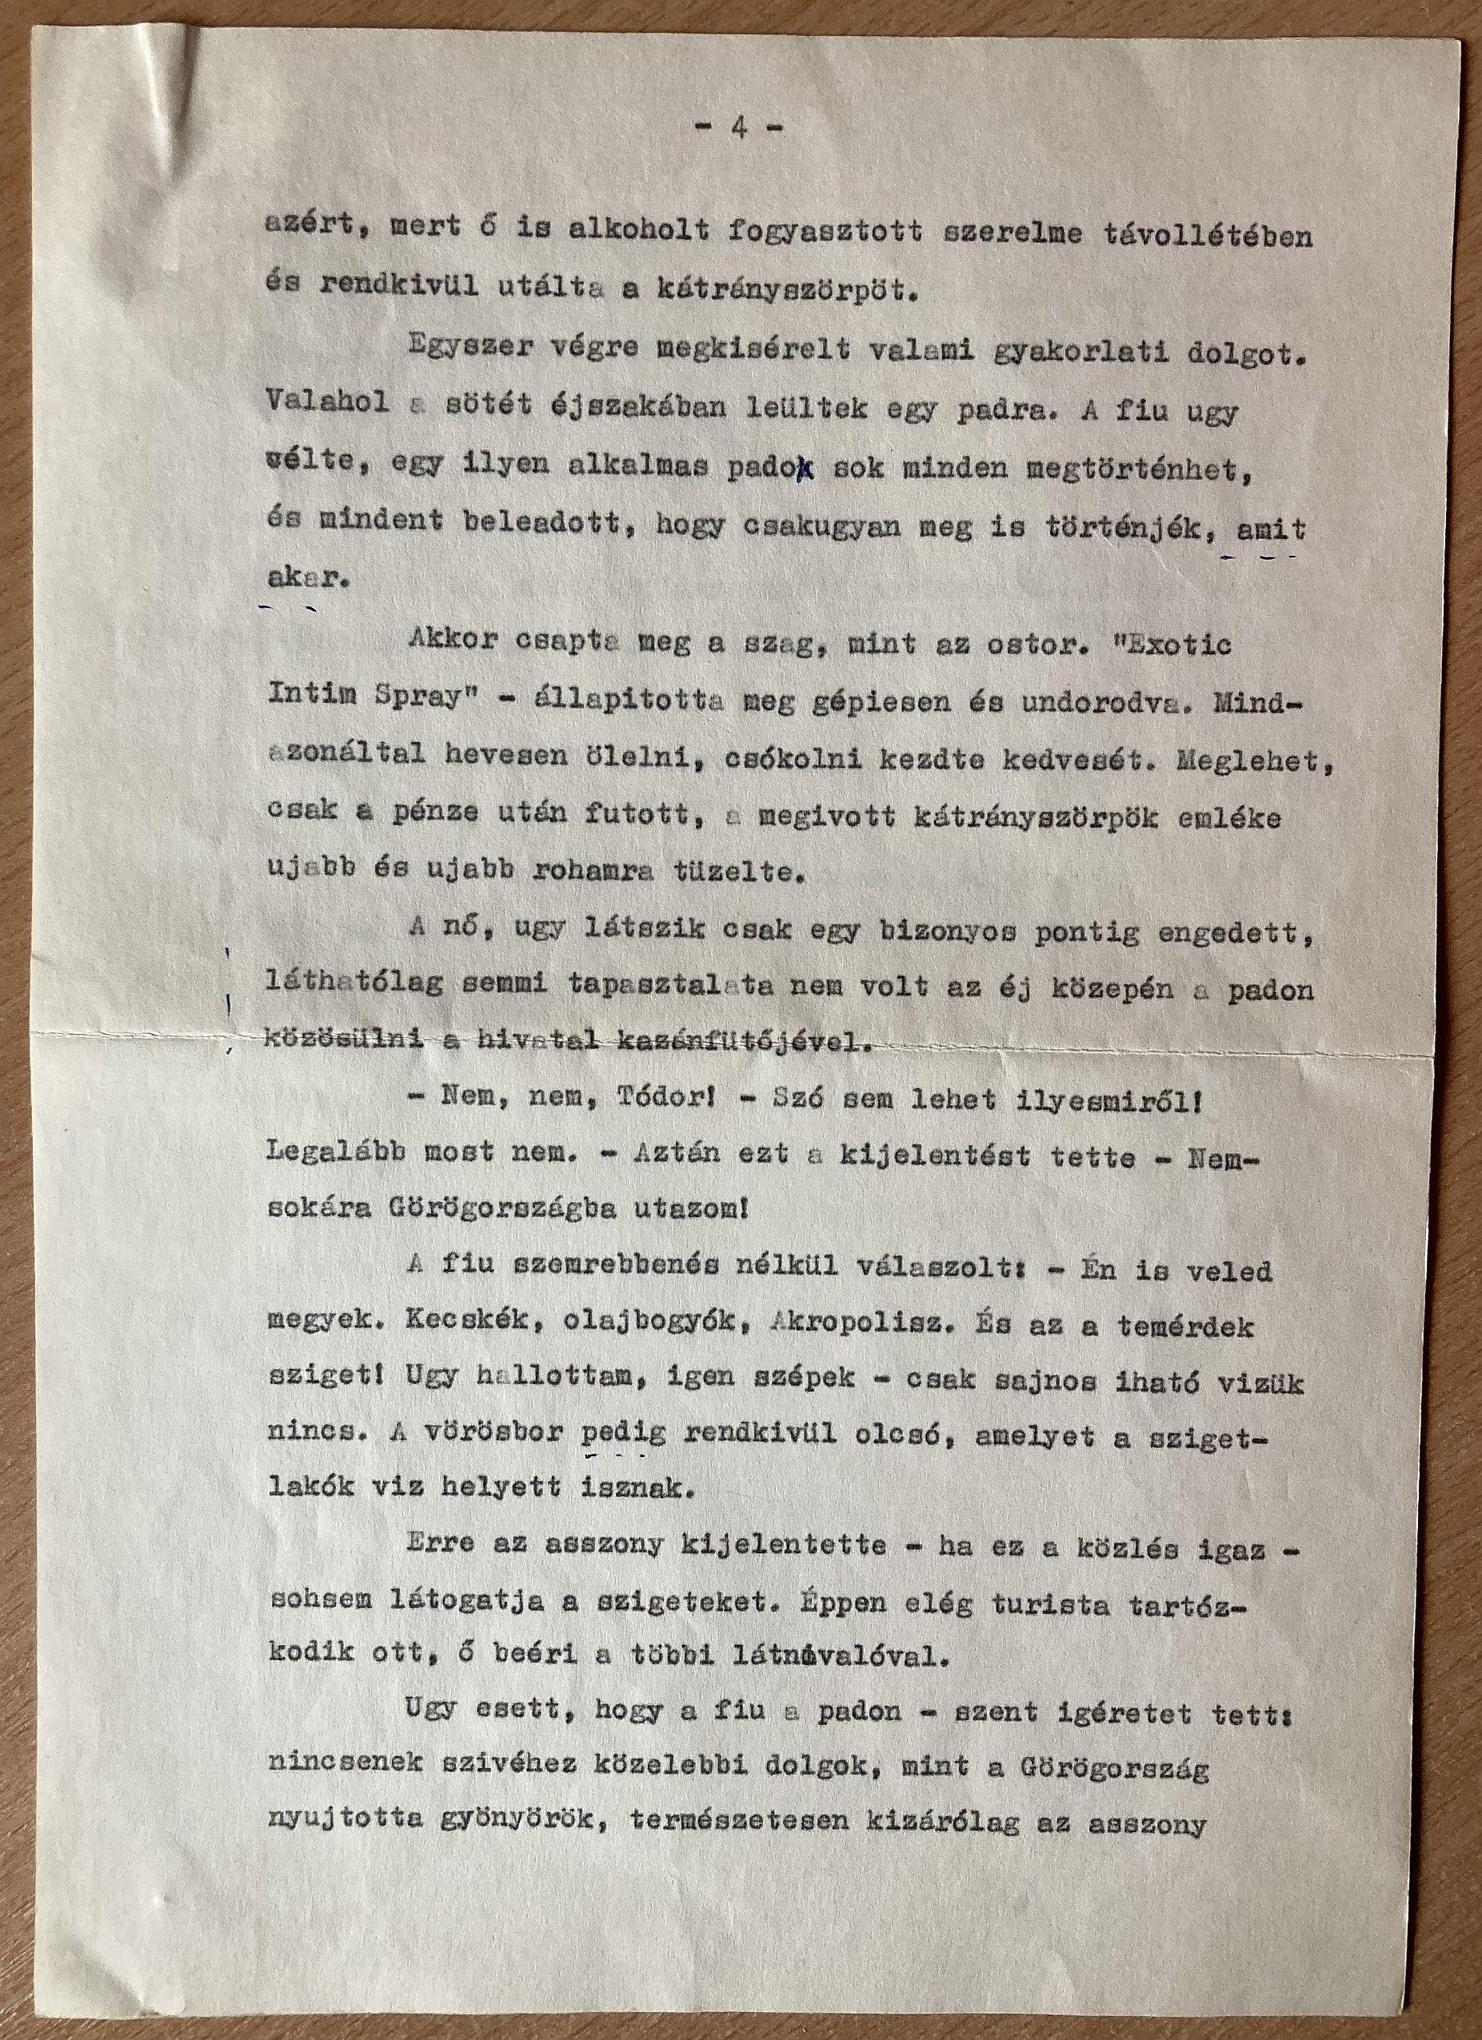 - 4 -
azért, mert ő is alkoholt fogyasztott szerelme távollétében
és rendkivül utálta a kátrányszörpöt.
Egyszer végre megkisérelt valami gyakorlati dolgot.
Valahol a sötét éjszakában leültek egy padra. A fiu ugy
vélte, egy ilyen alkalmas padok sok minden megtörténhet,
és mindent beleadott, hogy csakugyan meg is történjék, amit
akar.
Akkor csapta meg a szag, mint az ostor. "Exotic
Intim Spray" - állapitotta meg gépiesen és undorodva. Mind-
azonáltal hevesen ölelni, csókolni kezdte kedvesét. Meglehet,
csak a pénze után futott, a megivott kátrányszörpök emléke
ujabb és ujabb rohamra tüzelte.
A nő, ugy látszik csak egy bizonyos pontig engedett,
láthatólag semmi tapasztalata nem volt az éj közepén a padon
közösülni a hivatal kazánfütőjével.
- Nem, nem, Tódor! - Szó sem lehet ilyesmiről!
Legalább most nem. - Aztán ezt a kijelentést tette - Nem-
sokára Görögországba utazom!
A fiu szemrebbenés nélkül válaszolt: - Én is veled
megyek. Kecskék, olajbogyók, Akropolisz. És az a temérdek
sziget! Ugy hallottam, igen szépek - csak sajnos iható vizük
nincs. A vörösbor pedig rendkivül olcsó, amelyet a sziget-
lakók viz helyett isznak.
Erre az asszony kijelentette - ha ez a közlés igaz -
sohsem látogatja a szigeteket. Éppen elég turista tartóz-
kodik ott, ő beéri a többi látnivalóval.
Ugy esett, hogy a fiu a padon - szent igéretet tett:
nincsenek szivéhez közelebbi dolgok, mint a Görögország
nyujtotta gyönyörök, természetesen kizárólag az asszony